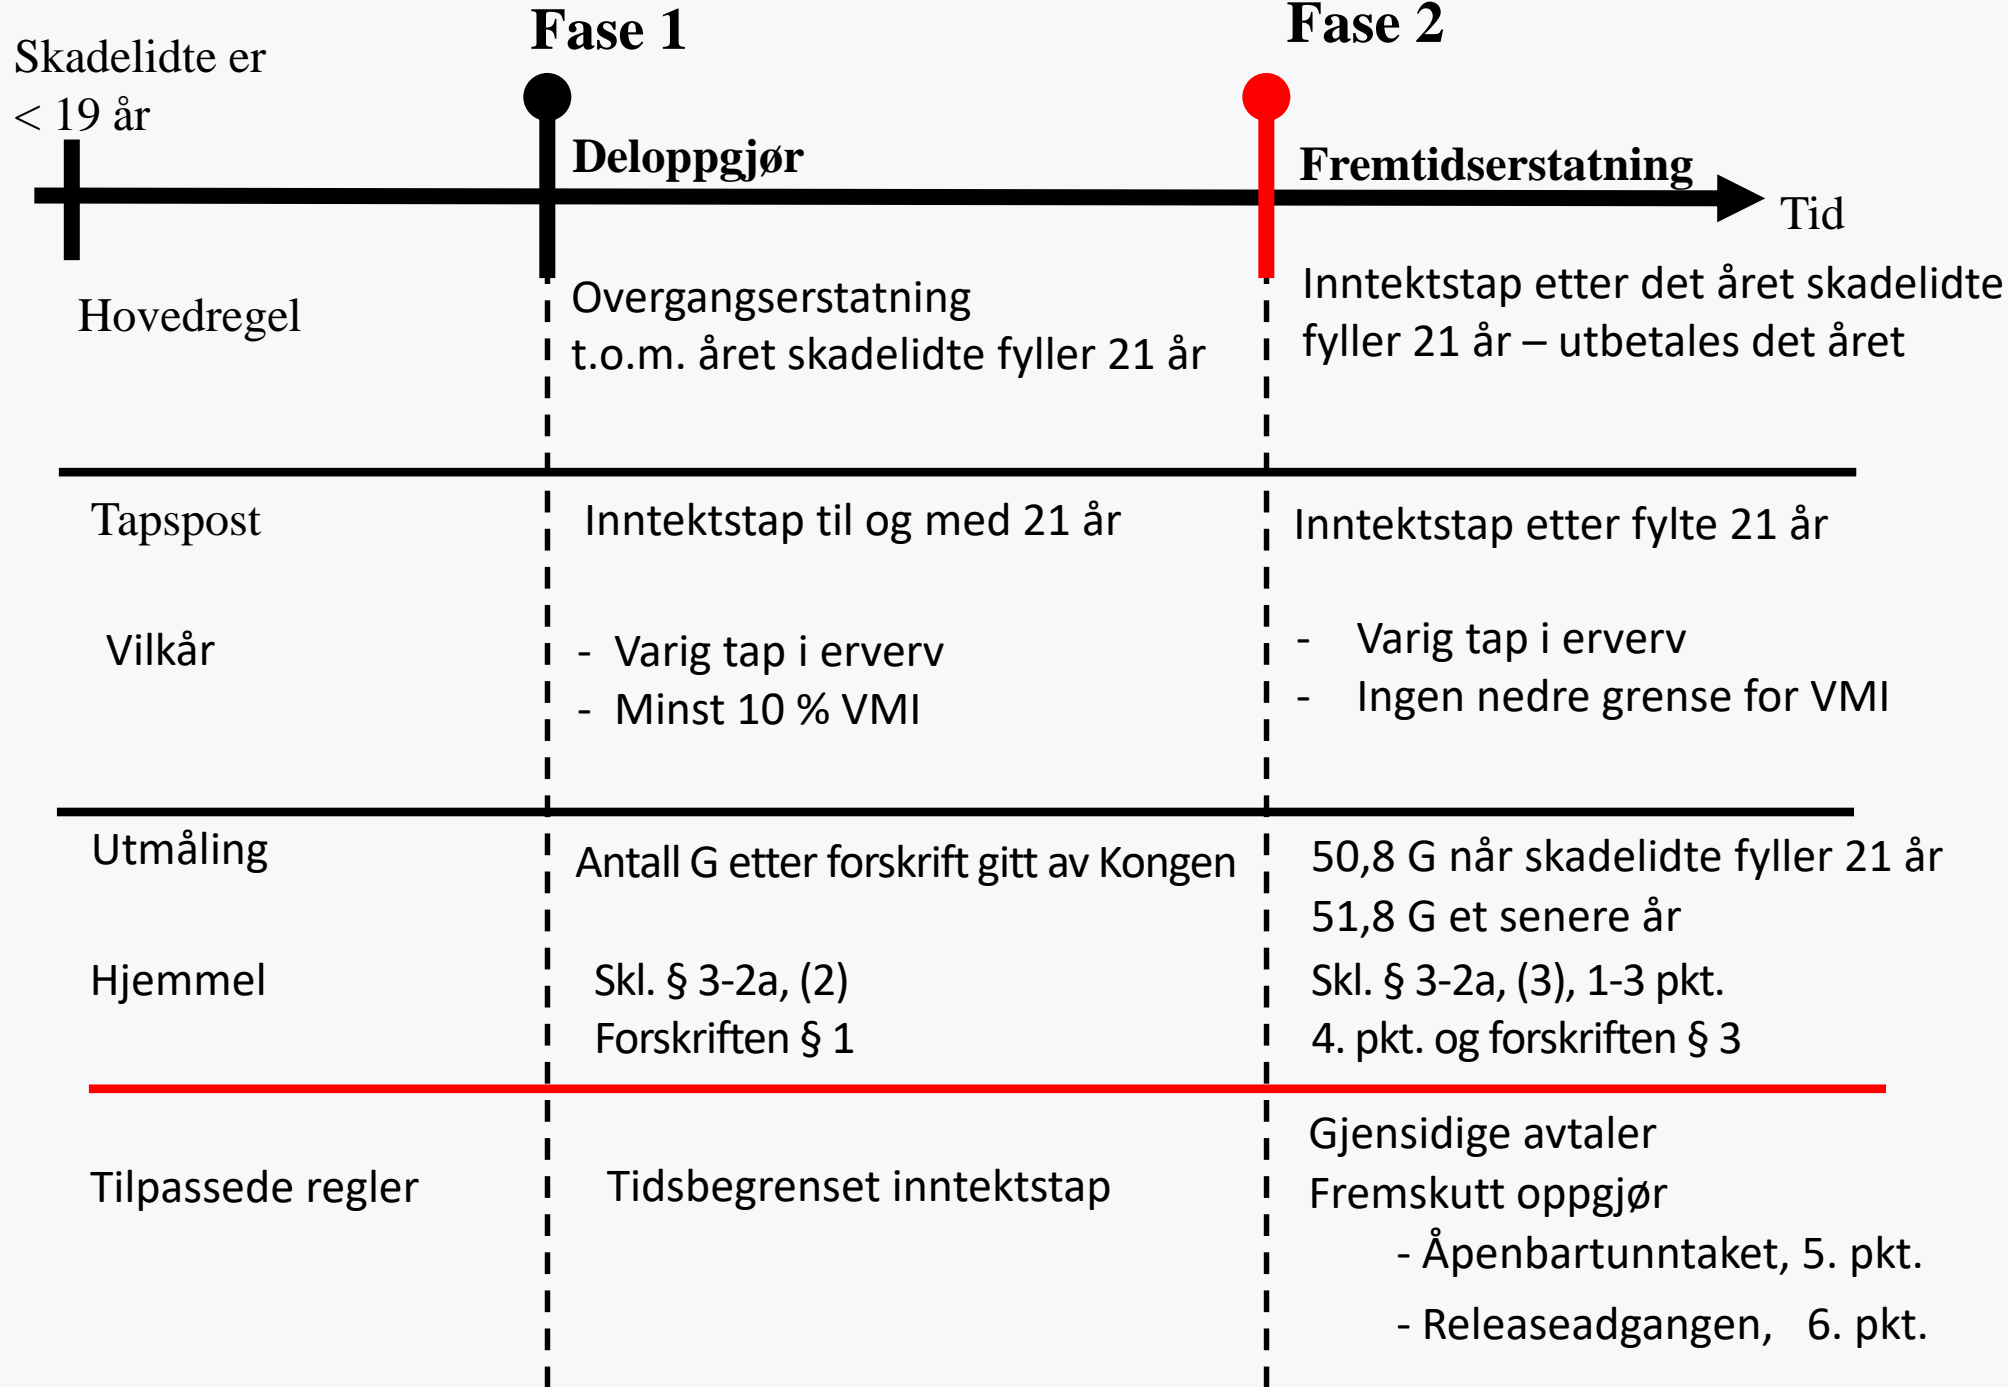 Skadelidte er
< 19 år
Fase 1
Fase 2
Deloppgjør
Fremtidserstatning
Tid
Hovedregel
Overgangserstatning
t.o.m. året skadelidte fyller 21 år
Inntektstap etter det året skadelidte
fyller 21 år – utbetales det året
Tapspost
Inntektstap til og med 21 år
Inntektstap etter fylte 21 år
Vilkår
- Varig tap i erverv
- Minst 10 % VMI
- Varig tap i erverv
- Ingen nedre grense for VMI
Utmåling
Antall G etter forskrift gitt av Kongen
50,8 G når skadelidte fyller 21 år
51,8 G et senere år
Hjemmel
Skl. § 3-2a, (2)
Forskriften § 1
Skl. § 3-2a, (3), 1-3 pkt.
4. pkt. og forskriften § 3
Tilpassede regler
Tidsbegrenset inntektstap
Gjensidige avtaler
Fremskutt oppgjør
- Åpenbartunntaket, 5. pkt.
- Releaseadgangen, 6. pkt.